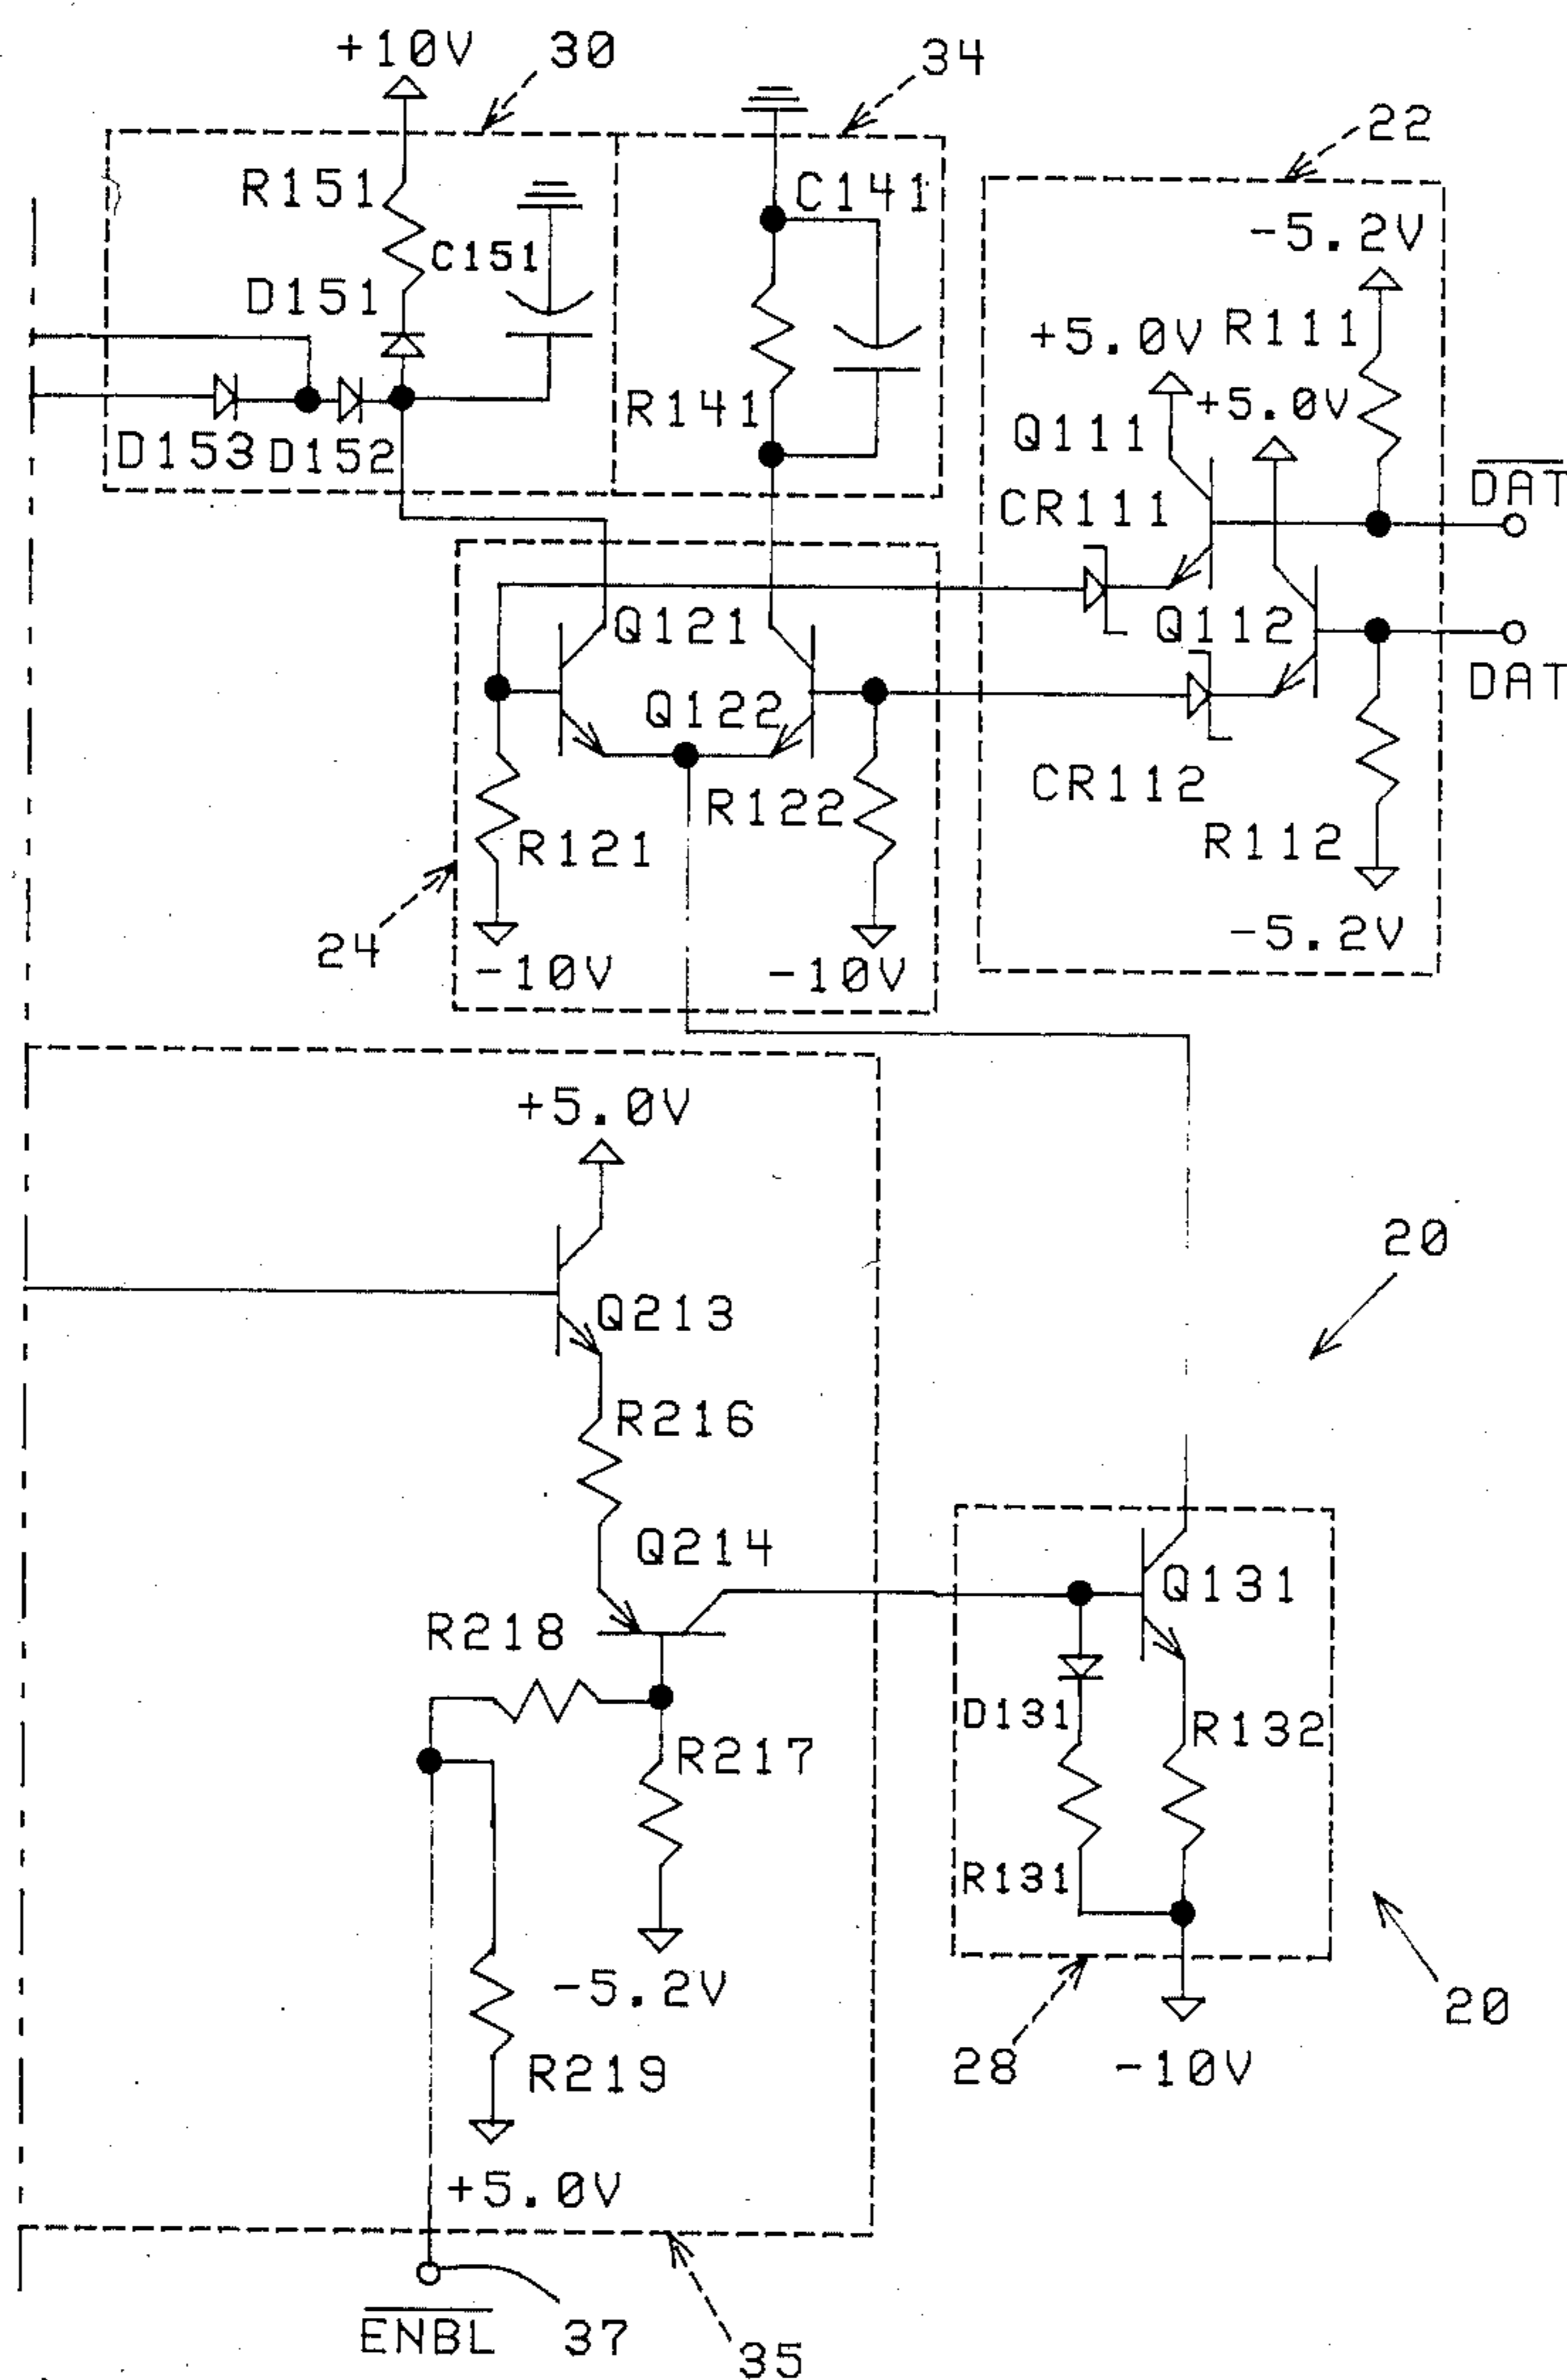 +10V
30
34
22
R151
C141
-5.2V
C151
D151
+5.0V
R111
R141
+5.0V
Q111
D153
D152
DAT
CR111
Q121
Q112
DAT
Q122
CR112
R122
R121
R112
24
-10V
-10V
-5.2V
+5.0V
20
Q213
R216
Q214
Q131
R218
D131
R132
R217
R131
-5.2V
20
R219
28
-10V
+5.0V
ENBL
37
35